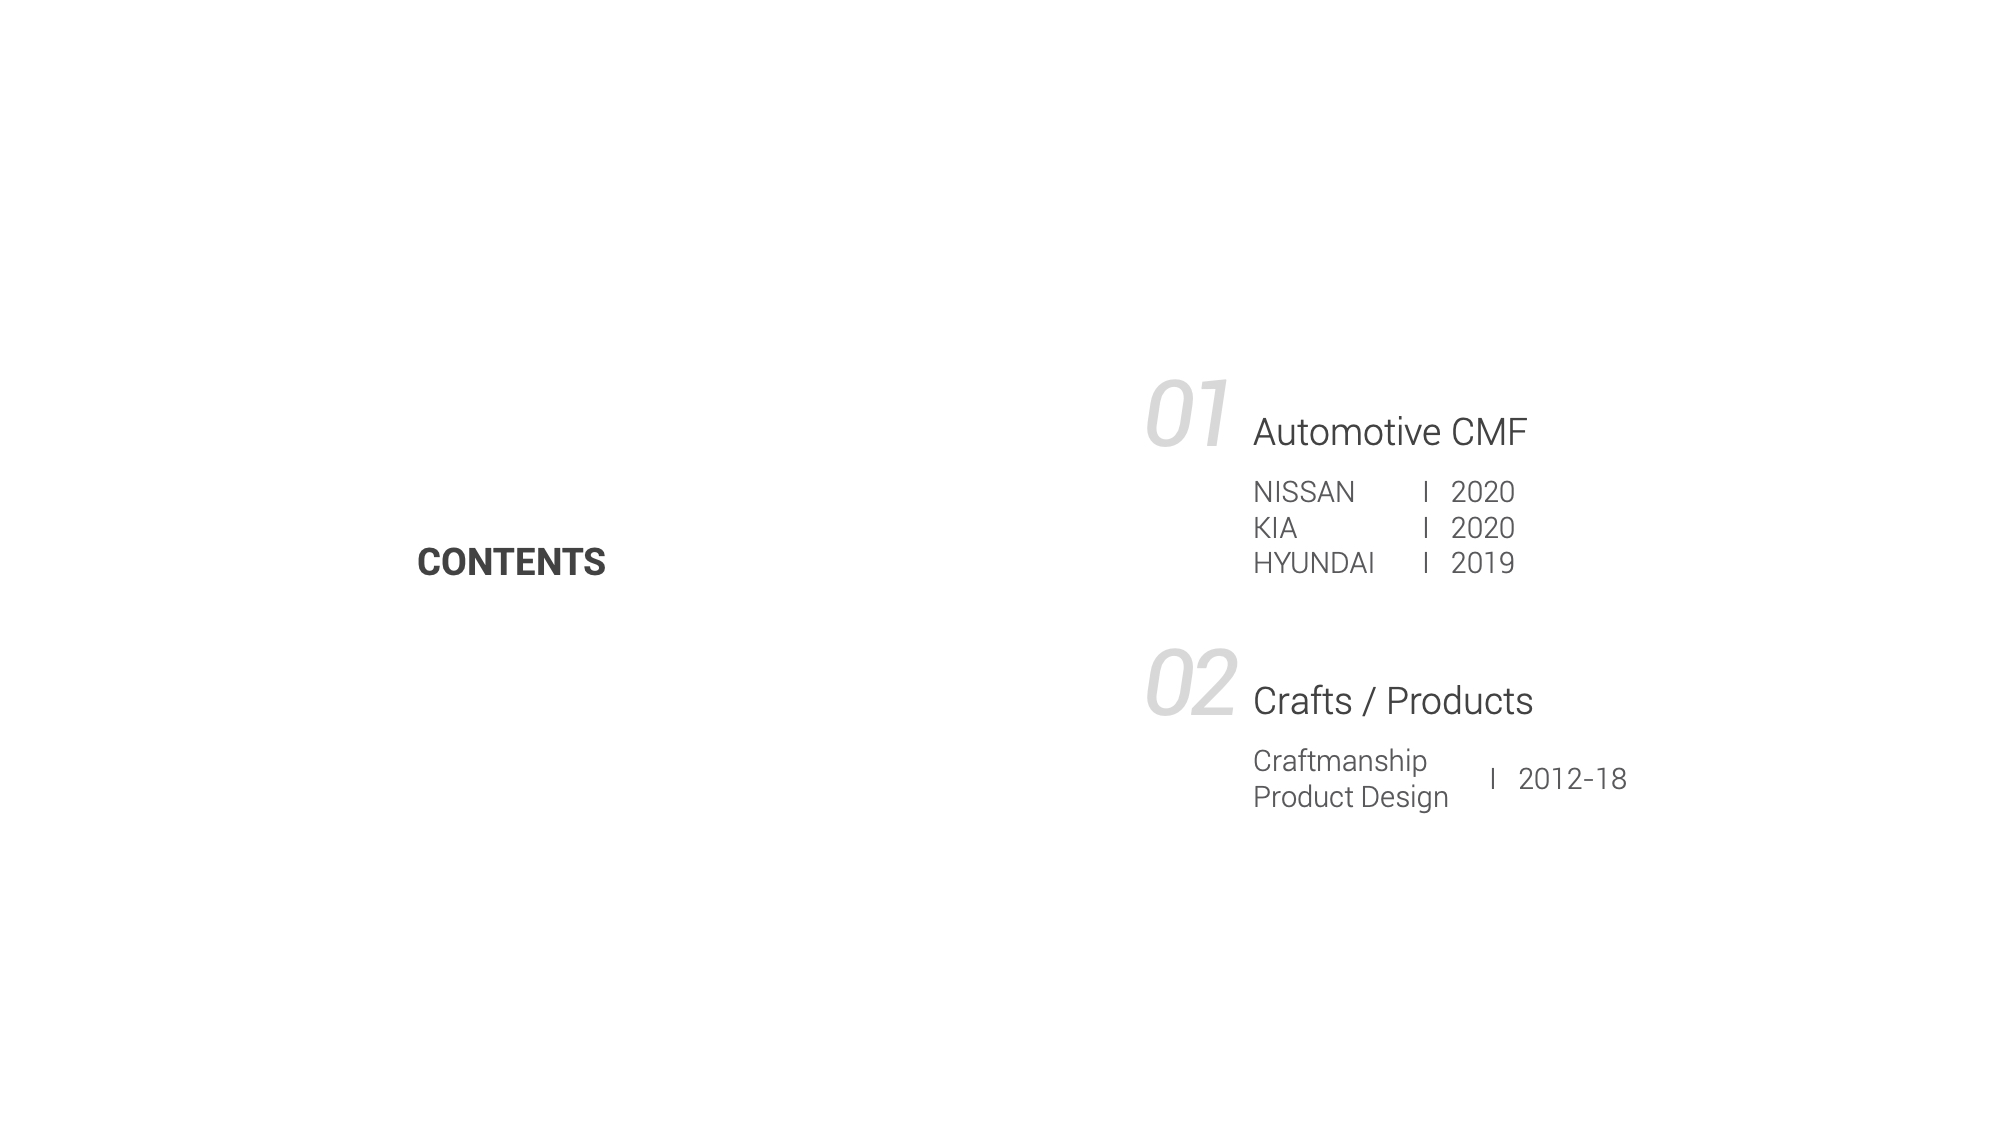 CONTENTS
01 Automotive CMF
NISSAN I 2020
KIA I 2020
HYUNDAI I 2019
02 Crafts / Products
Craftmanship
Product Design I 2012-18